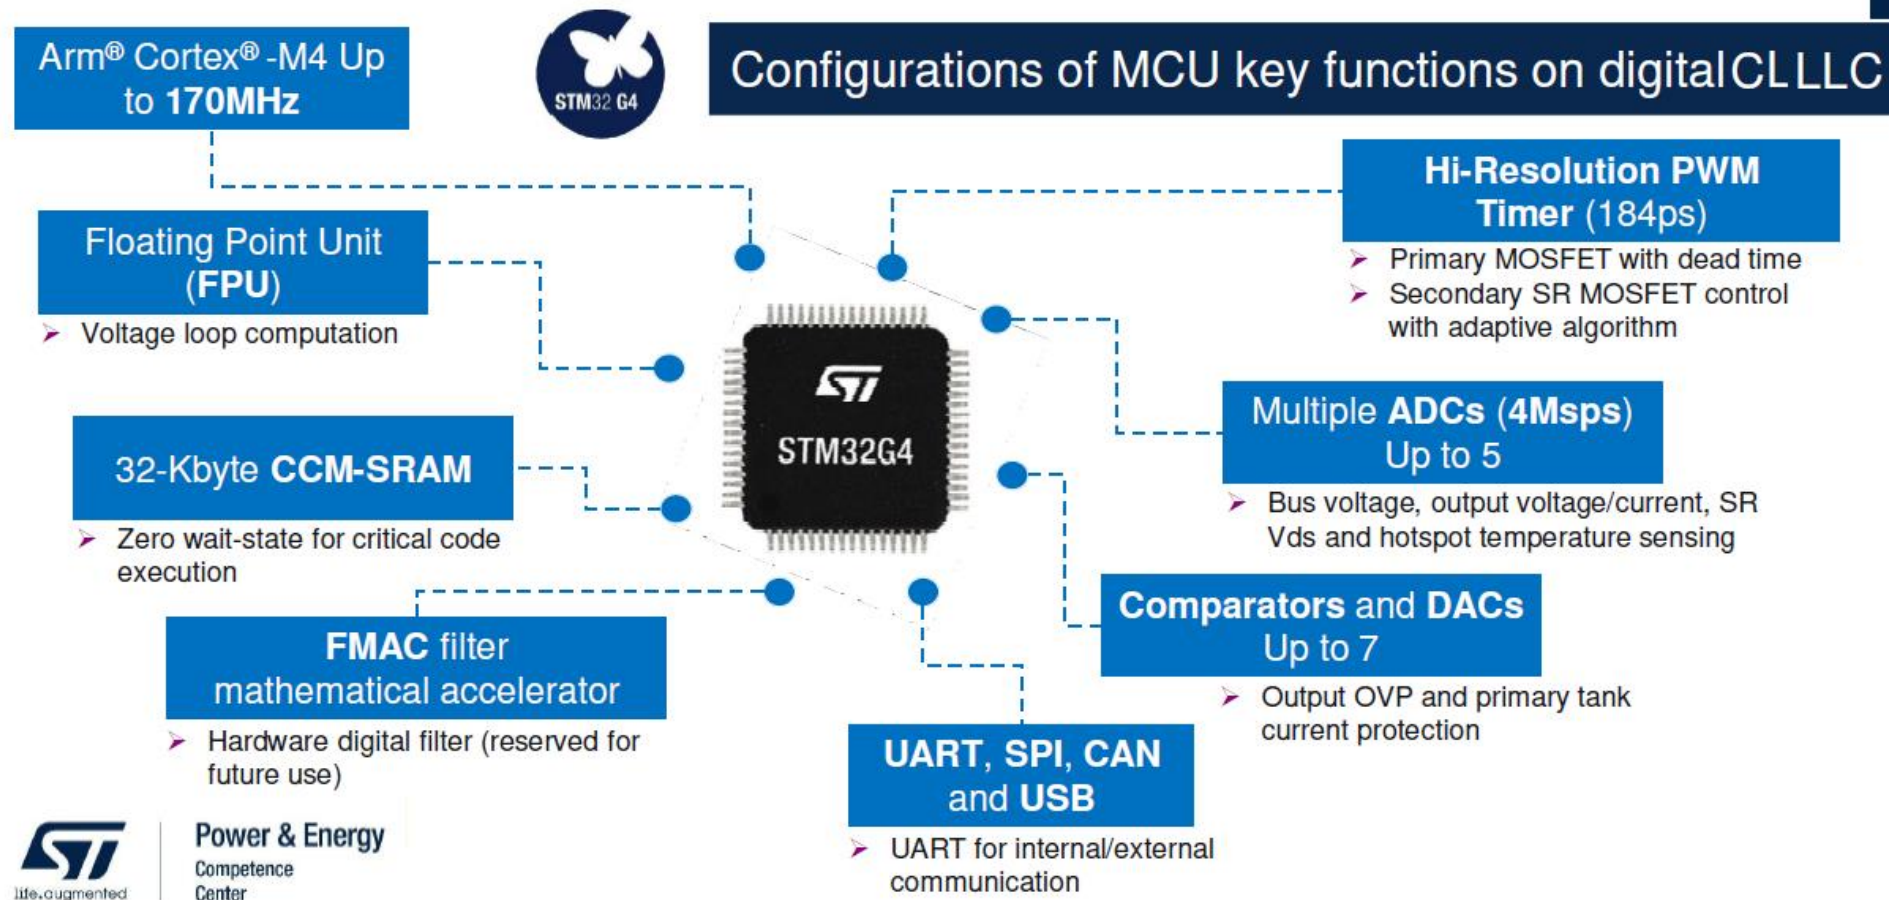 Arm® Cortex® -M4 Up
to 170MHz
STM32 G4
Configurations of MCU key functions on digital CLLLC
Hi-Resolution PWM
Timer (184ps)
➢ Primary MOSFET with dead time
➢ Secondary SR MOSFET control
with adaptive algorithm
Floating Point Unit
(FPU)
➢ Voltage loop computation
STM32G4
Multiple ADCs (4Msps)
Up to 5
➢ Bus voltage, output voltage/current, SR
Vds and hotspot temperature sensing
32-Kbyte CCM-SRAM
➢ Zero wait-state for critical code
execution
Comparators and DACs
Up to 7
➢ Output OVP and primary tank
current protection
FMAC filter
mathematical accelerator
➢ Hardware digital filter (reserved for
future use)
UART, SPI, CAN
and USB
➢ UART for internal/external
communication
ST
life.augmented
Power & Energy
Competence
Center